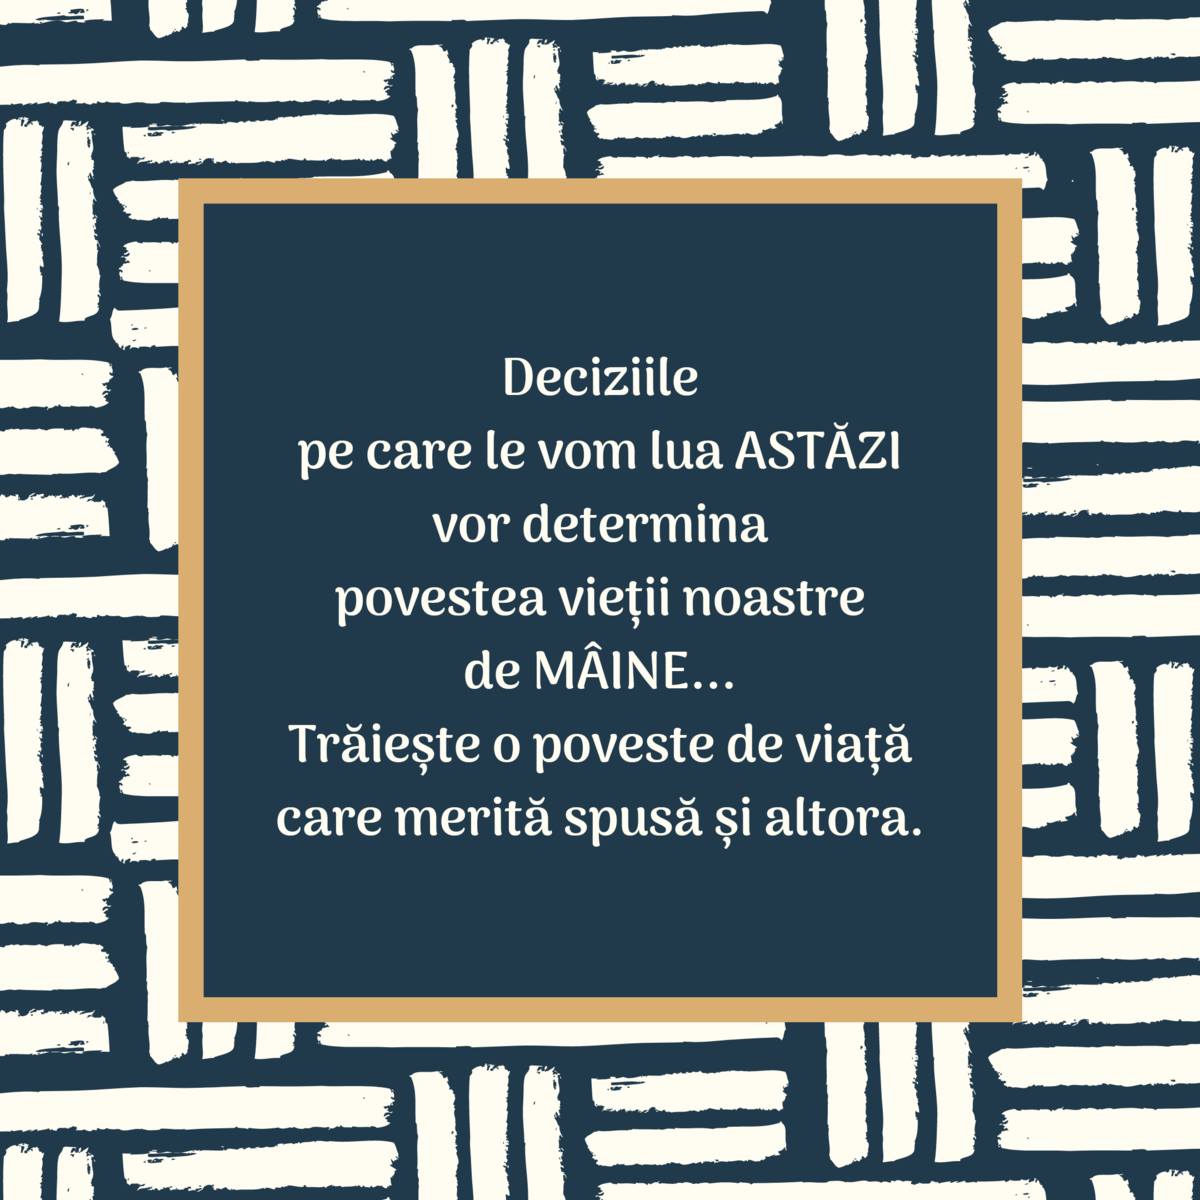 Deciziile
pe care le vom lua ASTĂZI
vor determina
povestea vieții noastre
de MÂINE...
Trăiește o poveste de viață
care merită spusă și altora.